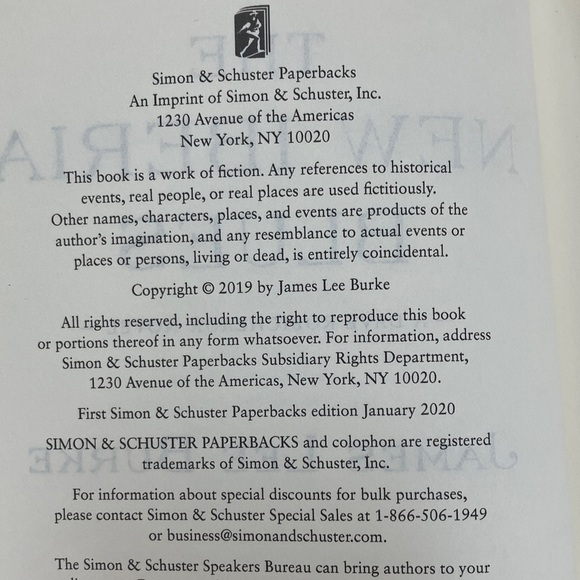 Simon & Schuster Paperbacks
An Imprint of Simon & Schuster, Inc.
1230 Avenue of the Americas
New York, NY 10020
This book is a work of fiction. Any references to historical
events, real people, or real places are used fictitiously.
Other names, characters, places, and events are products of the
author's imagination, and any resemblance to actual events or
places or persons, living or dead, is entirely coincidental.
Copyright © 2019 by James Lee Burke
All rights reserved, including the right to reproduce this book
or portions thereof in any form whatsoever. For information, address
Simon & Schuster Paperbacks Subsidiary Rights Department,
1230 Avenue of the Americas, New York, NY 10020.
First Simon & Schuster Paperbacks edition January 2020
SIMON & SCHUSTER PAPERBACKS and colophon are registered
trademarks of Simon & Schuster, Inc.
For information about special discounts for bulk purchases,
please contact Simon & Schuster Special Sales at 1-866-506-1949
or business@simonandschuster.com.
The Simon & Schuster Speakers Bureau can bring authors to your